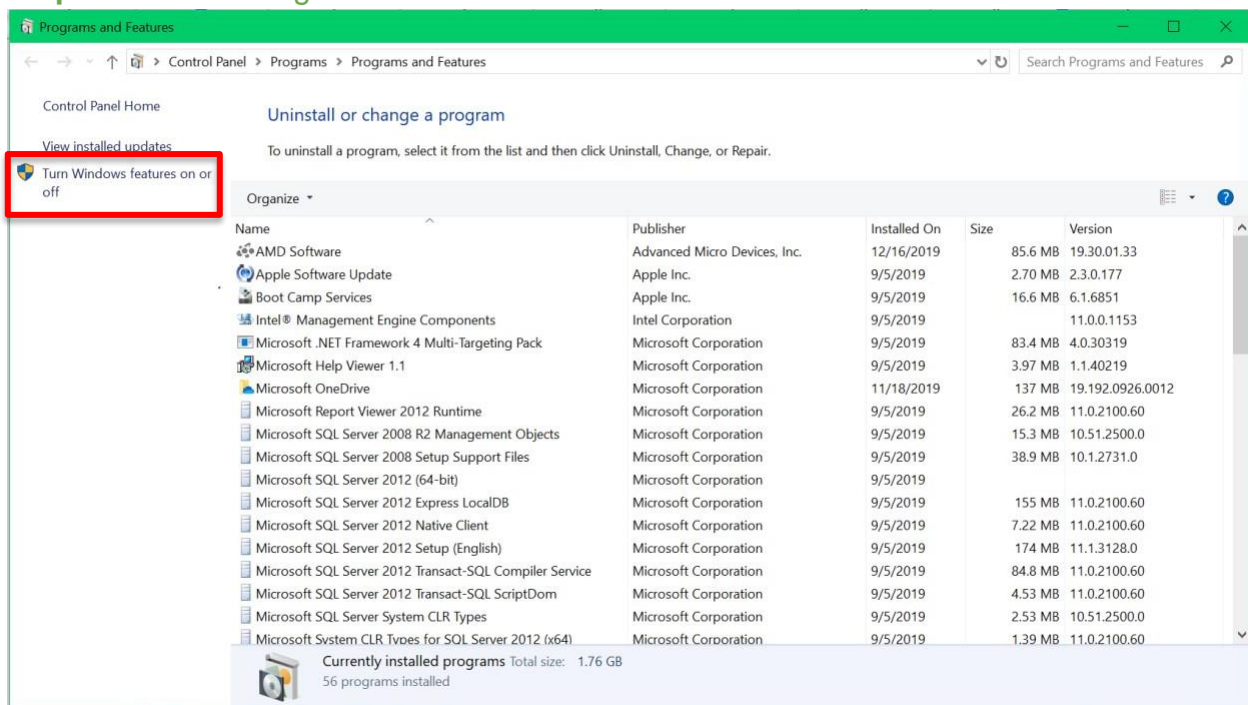 Programs and Features
Control Panel > Programs > Programs and Features
Search Programs and Features
Control Panel Home
View installed updates
Turn Windows features on or
off
Uninstall or change a program
To uninstall a program, select it from the list and then click Uninstall, Change, or Repair.
Organize
Name Publisher Installed On Size Version
AMD Software Advanced Micro Devices, Inc. 12/16/2019 85.6 MB 19.30.01.33
Apple Software Update Apple Inc. 9/5/2019 2.70 MB 2.3.0.177
Boot Camp Services Apple Inc. 9/5/2019 16.6 MB 6.1.6851
Intel® Management Engine Components Intel Corporation 9/5/2019 11.0.0.1153
Microsoft .NET Framework 4 Multi-Targeting Pack Microsoft Corporation 9/5/2019 83.4 MB 4.0.30319
Microsoft Help Viewer 1.1 Microsoft Corporation 9/5/2019 3.97 MB 1.1.40219
Microsoft OneDrive Microsoft Corporation 11/18/2019 137 MB 19.192.0926.0012
Microsoft Report Viewer 2012 Runtime Microsoft Corporation 9/5/2019 26.2 MB 11.0.2100.60
Microsoft SQL Server 2008 R2 Management Objects Microsoft Corporation 9/5/2019 15.3 MB 10.51.2500.0
Microsoft SQL Server 2008 Setup Support Files Microsoft Corporation 9/5/2019 38.9 MB 10.1.2731.0
Microsoft SQL Server 2012 (64-bit) Microsoft Corporation 9/5/2019
Microsoft SQL Server 2012 Express LocalDB Microsoft Corporation 9/5/2019 155 MB 11.0.2100.60
Microsoft SQL Server 2012 Native Client Microsoft Corporation 9/5/2019 7.22 MB 11.0.2100.60
Microsoft SQL Server 2012 Setup (English) Microsoft Corporation 9/5/2019 174 MB 11.1.3128.0
Microsoft SQL Server 2012 Transact-SQL Compiler Service Microsoft Corporation 9/5/2019 84.8 MB 11.0.2100.60
Microsoft SQL Server 2012 Transact-SQL ScriptDom Microsoft Corporation 9/5/2019 4.53 MB 11.0.2100.60
Microsoft SQL Server System CLR Types Microsoft Corporation 9/5/2019 2.53 MB 10.51.2500.0
Microsoft System CLR Types for SQL Server 2012 (x64) Microsoft Corporation 9/5/2019 1.39 MB 11.0.2100.60
Currently installed programs Total size: 1.76 GB
56 programs installed